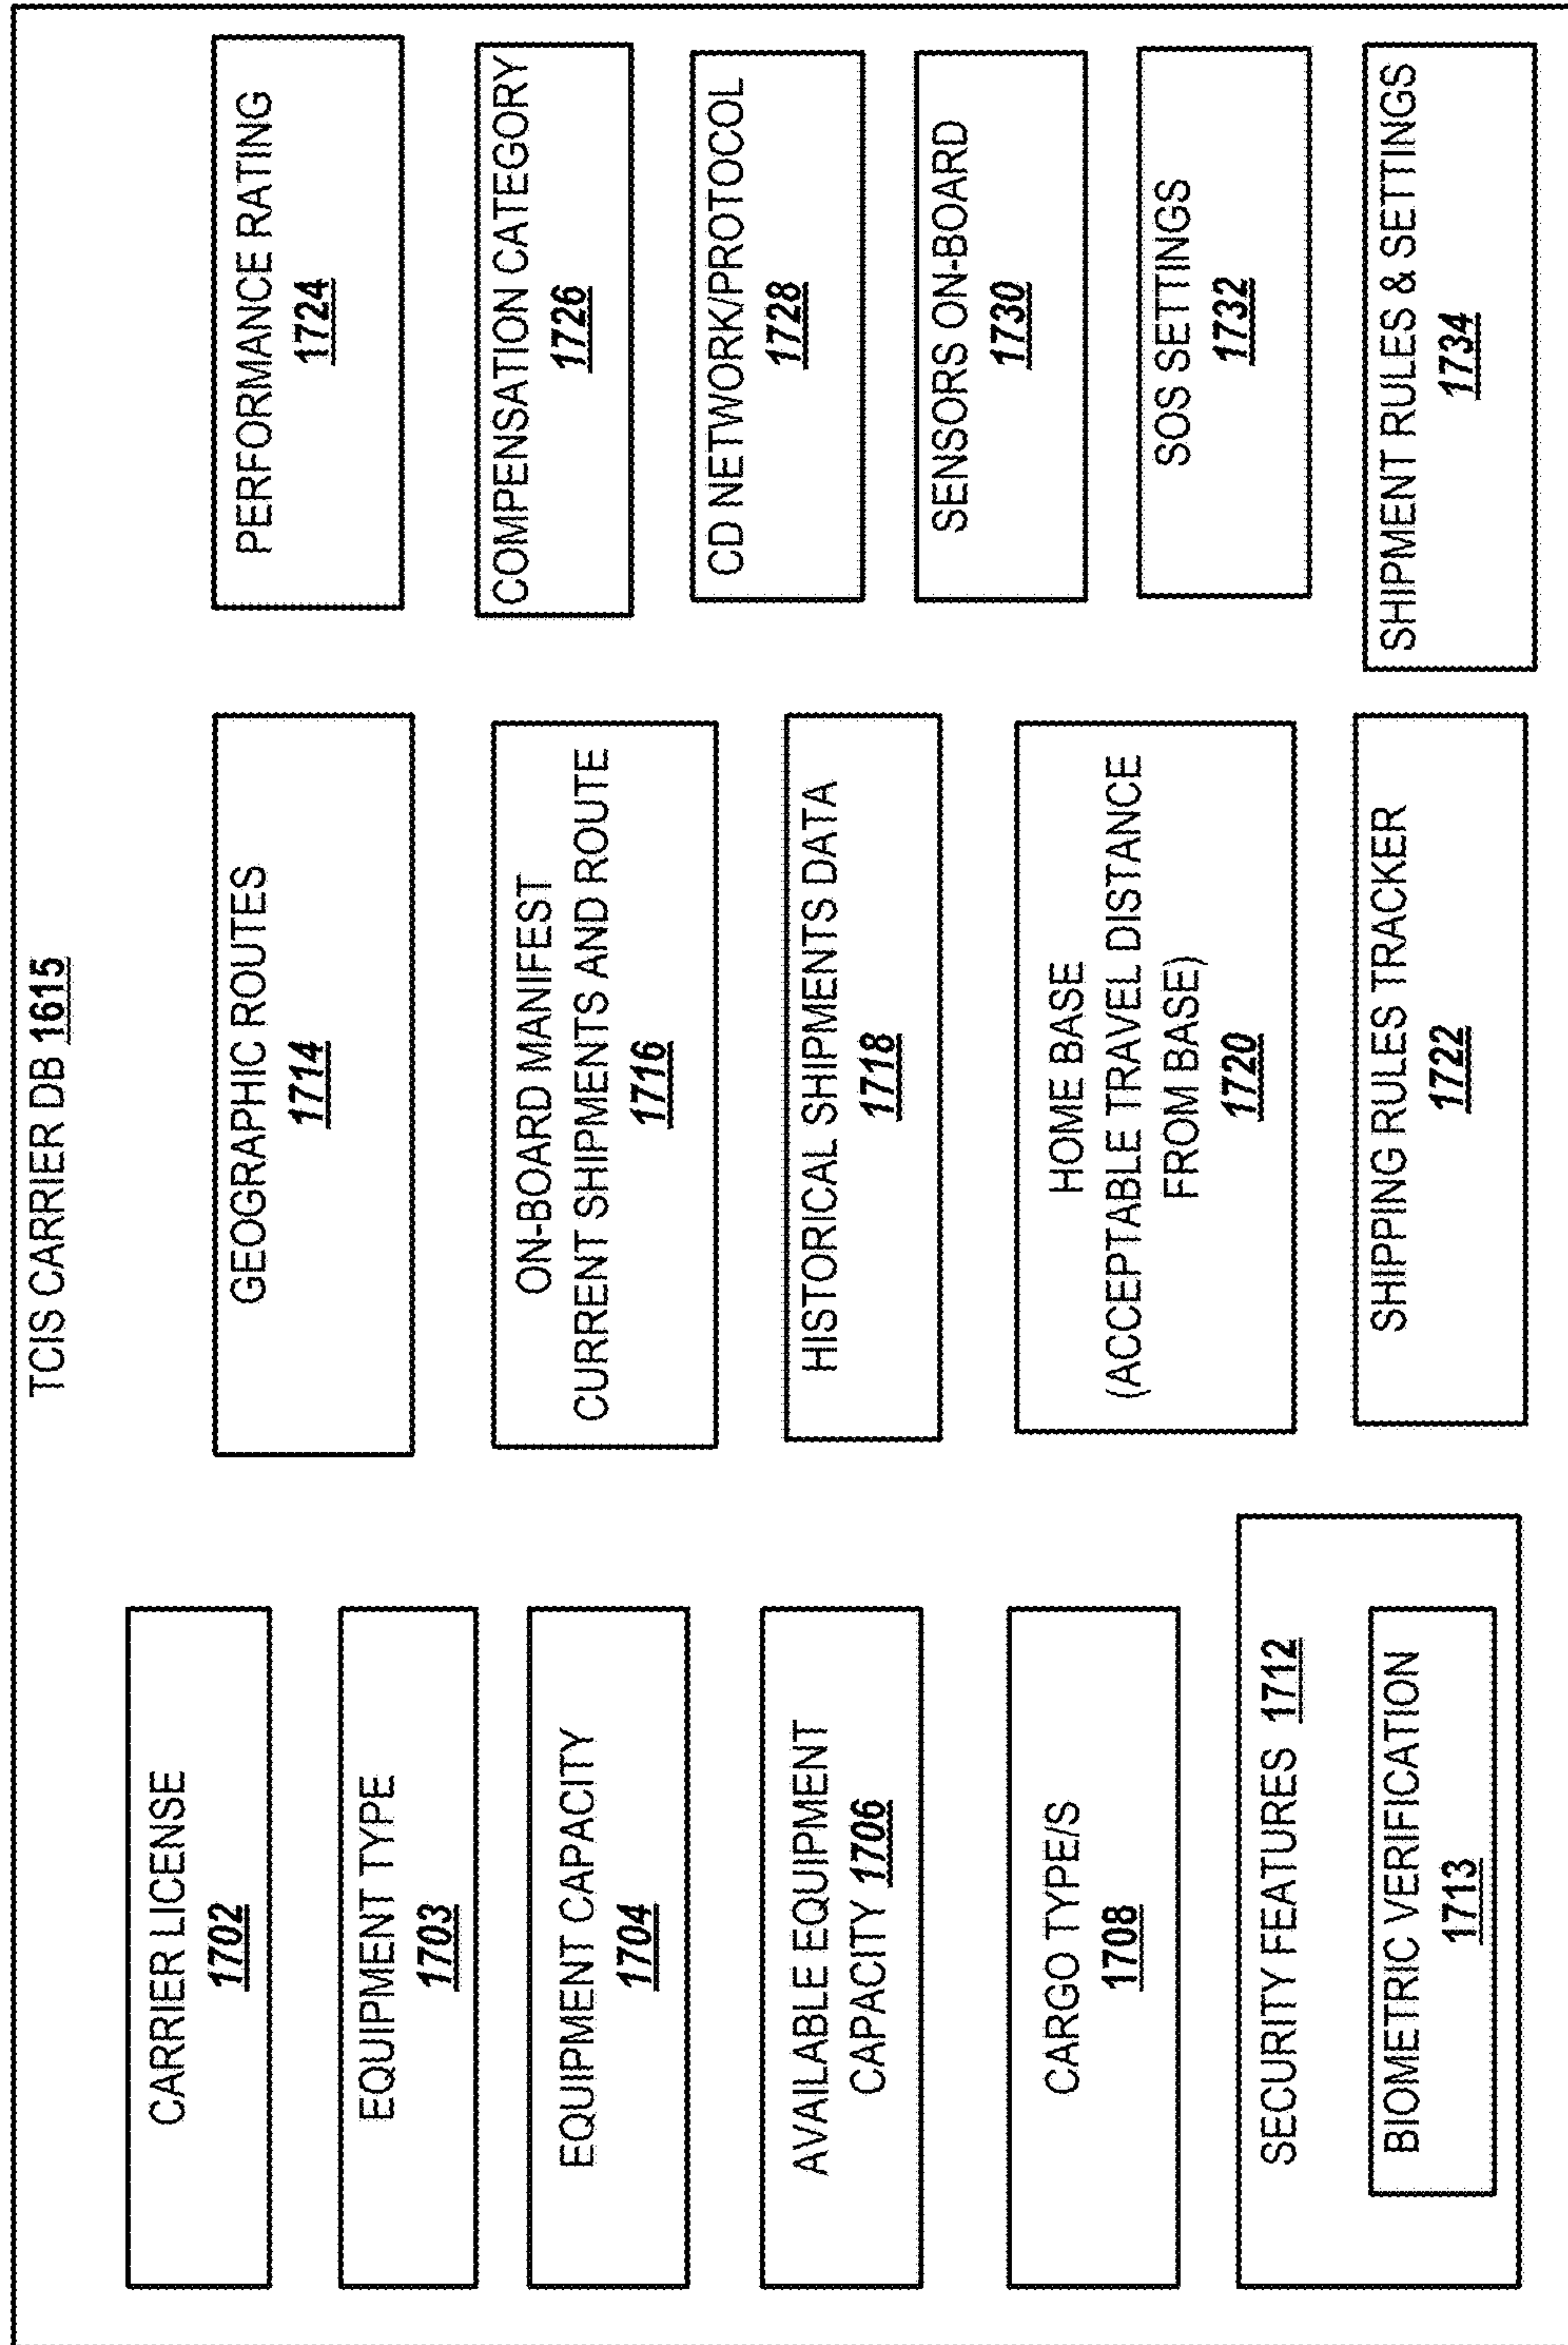 TCIS CARRIER DB 1615
CARRIER LICENSE
1702
EQUIPMENT TYPE
1703
EQUIPMENT CAPACITY
1704
AVAILABLE EQUIPMENT
CAPACITY 1706
CARGO TYPE/S
1708
SECURITY FEATURES 1712
BIOMETRIC VERIFICATION
1713
GEOGRAPHIC ROUTES
1714
ON-BOARD MANIFEST
CURRENT SHIPMENTS AND ROUTE
1716
HISTORICAL SHIPMENTS DATA
1718
HOME BASE
(ACCEPTABLE TRAVEL DISTANCE
FROM BASE)
1720
SHIPPING RULES TRACKER
1722
PERFORMANCE RATING
1724
COMPENSATION CATEGORY
1726
CD NETWORK/PROTOCOL
1728
SENSORS ON-BOARD
1730
SOS SETTINGS
1732
SHIPMENT RULES & SETTINGS
1734